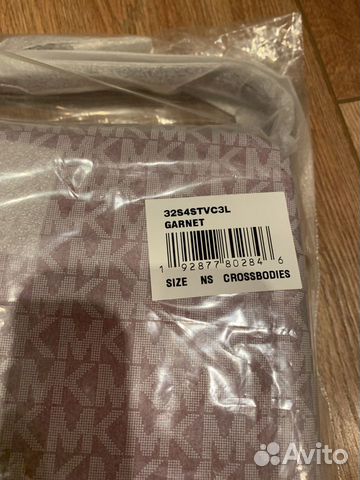 32S4STVC3L
GARNET
1 92877 80284 6
SIZE NS CROSSBODIES
Avito